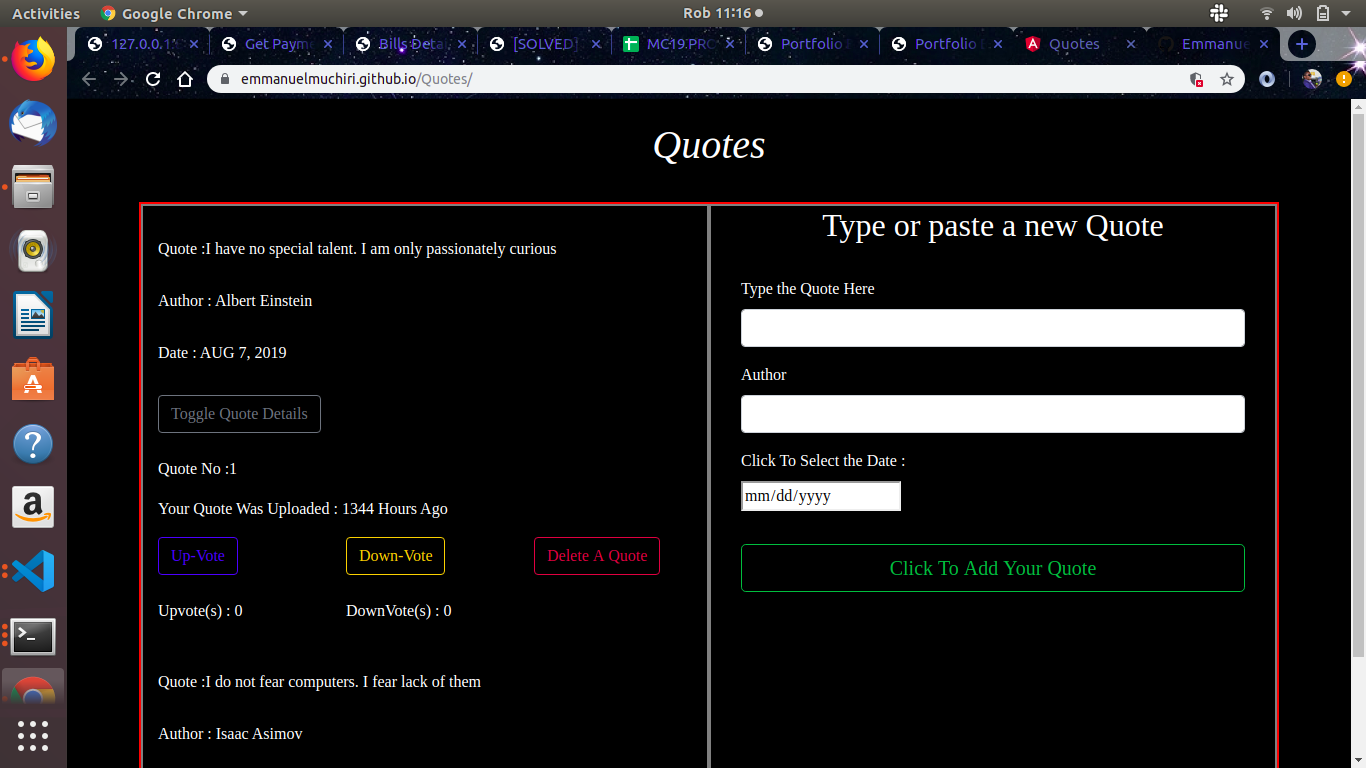 Activities Google Chrome Rob 11:16
127.0.0.1 Get Paym Bills Deta [SOLVED] MC19 PRO Portfolio Portfolio Quotes Emmanue
emmanuelmuchiri.github.io/Quotes/
Quotes
Quote :I have no special talent. I am only passionately curious
Author : Albert Einstein
Date : AUG 7, 2019
Toggle Quote Details
Quote No :1
Your Quote Was Uploaded : 1344 Hours Ago
Up-Vote Down-Vote Delete A Quote
Upvote(s) : 0 DownVote(s) : 0
Quote :I do not fear computers. I fear lack of them
Author : Isaac Asimov
Type or paste a new Quote
Type the Quote Here
Author
Click To Select the Date :
mm/dd/yyyy
Click To Add Your Quote